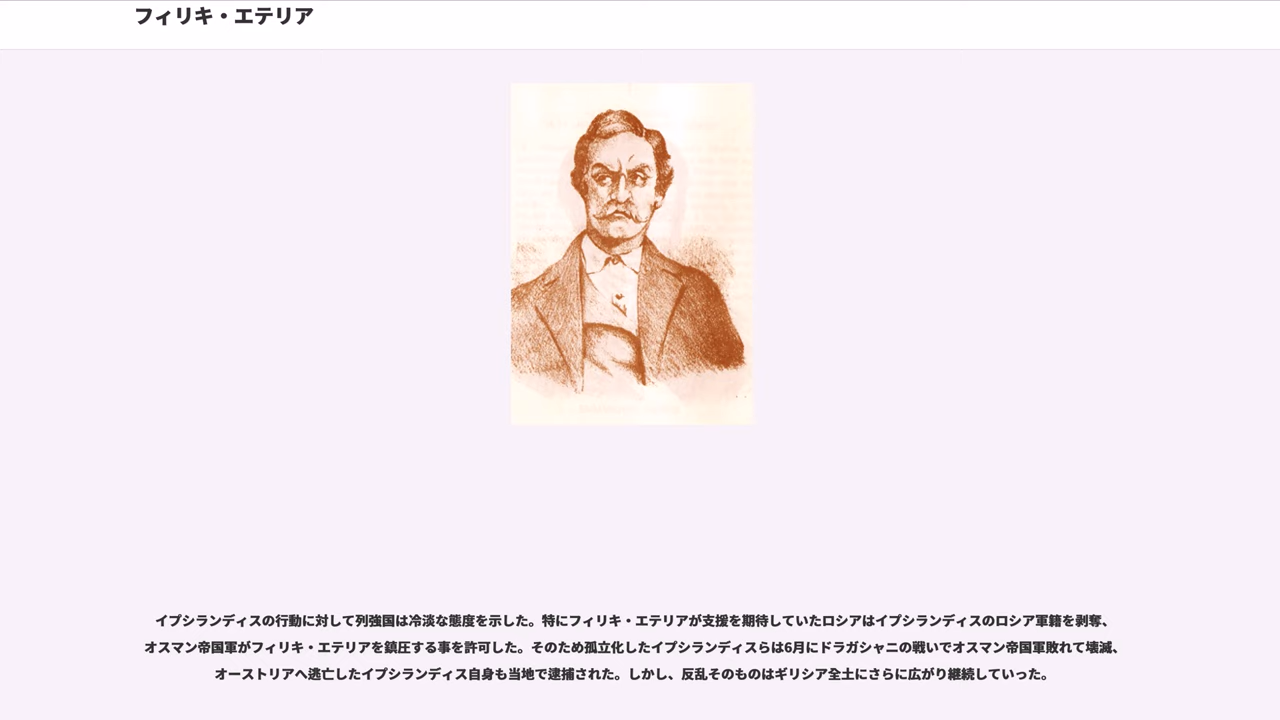 フィリキ・エテリア
イプシランディスの行動に対して列強国は冷淡な態度を示した。特にフィリキ・エテリアが支援を期待していたロシアはイプシランディスのロシア軍籍を剥奪、
オスマン帝国軍がフィリキ・エテリアを鎮圧する事を許可した。そのため孤立化したイプシランディスらは6月にドラガシャニの戦いでオスマン帝国軍敗れて壊滅、
オーストリアへ逃亡したイプシランディス自身も当地で逮捕された。しかし、反乱そのものはギリシア全土にさらに広がり継続していった。